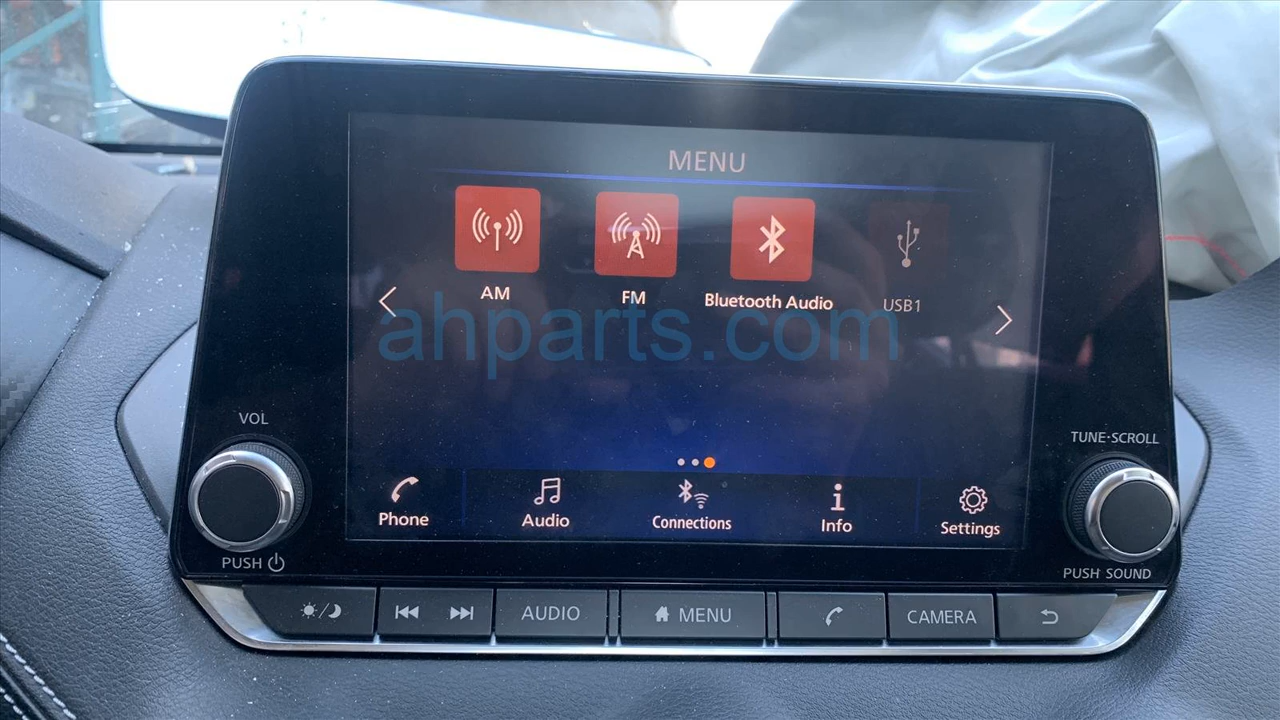 MENU
AM
FM
Bluetooth Audio
USB1
ahparts.com
VOL
TUNE·SCROLL
Phone
Audio
Connections
Info
Settings
PUSH
PUSH SOUND
AUDIO
MENU
CAMERA